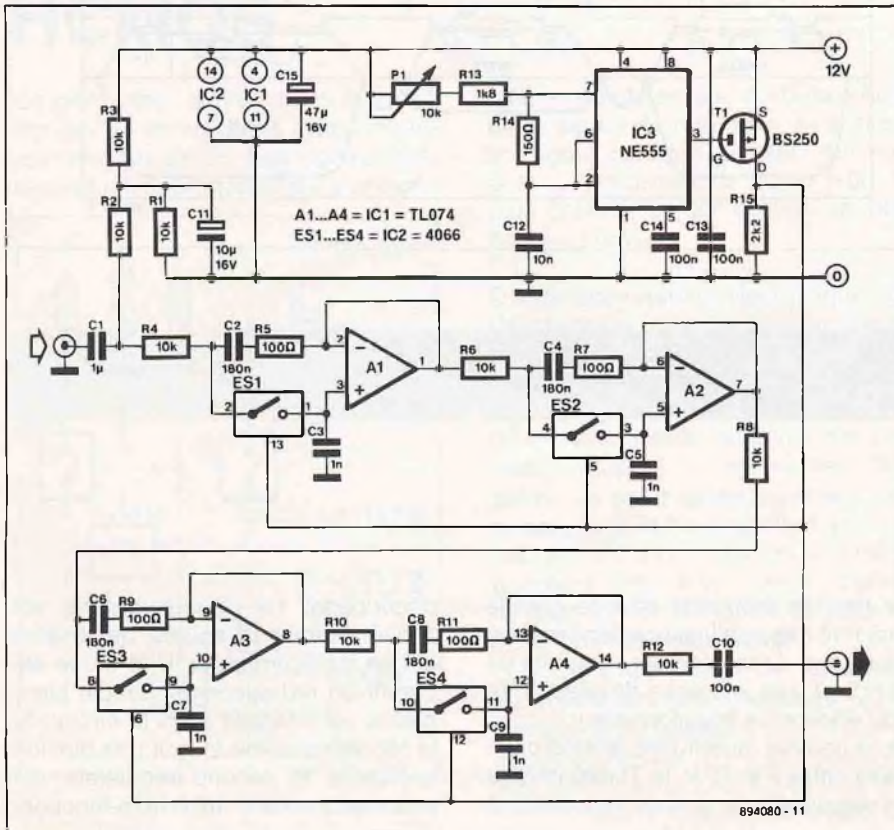 14
4
C15
IC2
IC1
7
11
47µ
16V
C11
10µ
16V
R3
10k
R2
10k
R1
10k
P1
10k
R13
1k8
R14
150Ω
7
6
2
4
8
IC3
NE555
3
1
5
C12
10n
C14
100n
C13
100n
T1
S
G
D
BS250
R15
2k2
+
12V
0
A1...A4 = IC1 = TL074
ES1...ES4 = IC2 = 4066
C1
1µ
R4
10k
C2
180n
R5
100Ω
2
3
A1
1
ES1
2
1
13
C3
1n
R6
10k
C4
180n
R7
100Ω
6
5
A2
7
ES2
4
3
5
C5
1n
R8
10k
C6
180n
R9
100Ω
9
10
A3
8
ES3
8
9
6
C7
1n
R10
10k
C8
180n
R11
100Ω
13
12
A4
14
ES4
10
11
12
C9
1n
R12
10k
C10
100n
894080 - 11